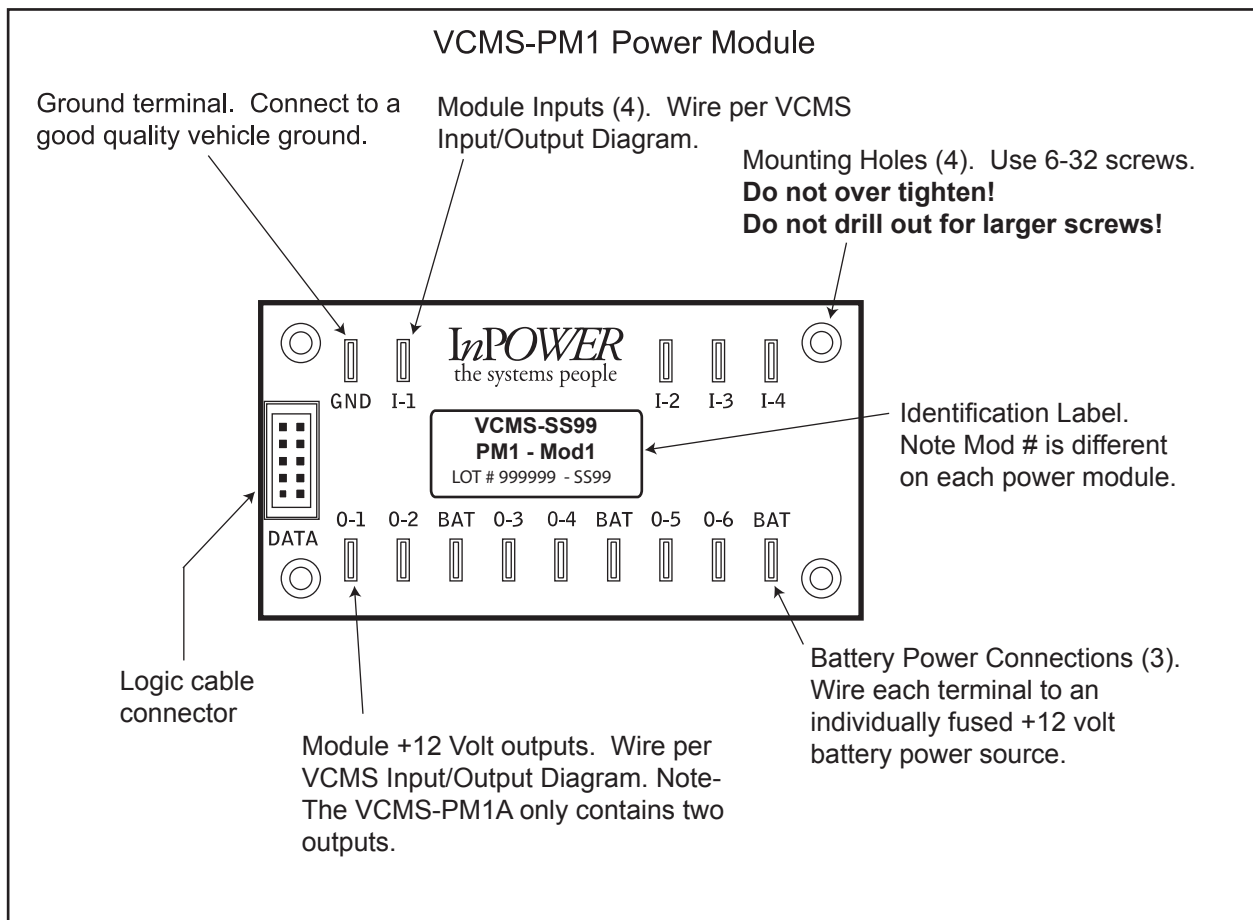 VCMS-PM1 Power Module
Ground terminal.  Connect to a
good quality vehicle ground.
Module Inputs (4).  Wire per VCMS
Input/Output Diagram.
Mounting Holes (4).  Use 6-32 screws.
Do not over tighten!
Do not drill out for larger screws!
InPOWER
the systems people
GND I-1 I-2 I-3 I-4
VCMS-SS99
PM1 - Mod1
LOT # 999999 - SS99
Identification Label.
Note Mod # is different
on each power module.
0-1 0-2 BAT 0-3 0-4 BAT 0-5 0-6 BAT
DATA
Logic cable
connector
Battery Power Connections (3).
Wire each terminal to an
individually fused +12 volt
battery power source.
Module +12 Volt outputs.  Wire per
VCMS Input/Output Diagram. Note-
The VCMS-PM1A only contains two
outputs.